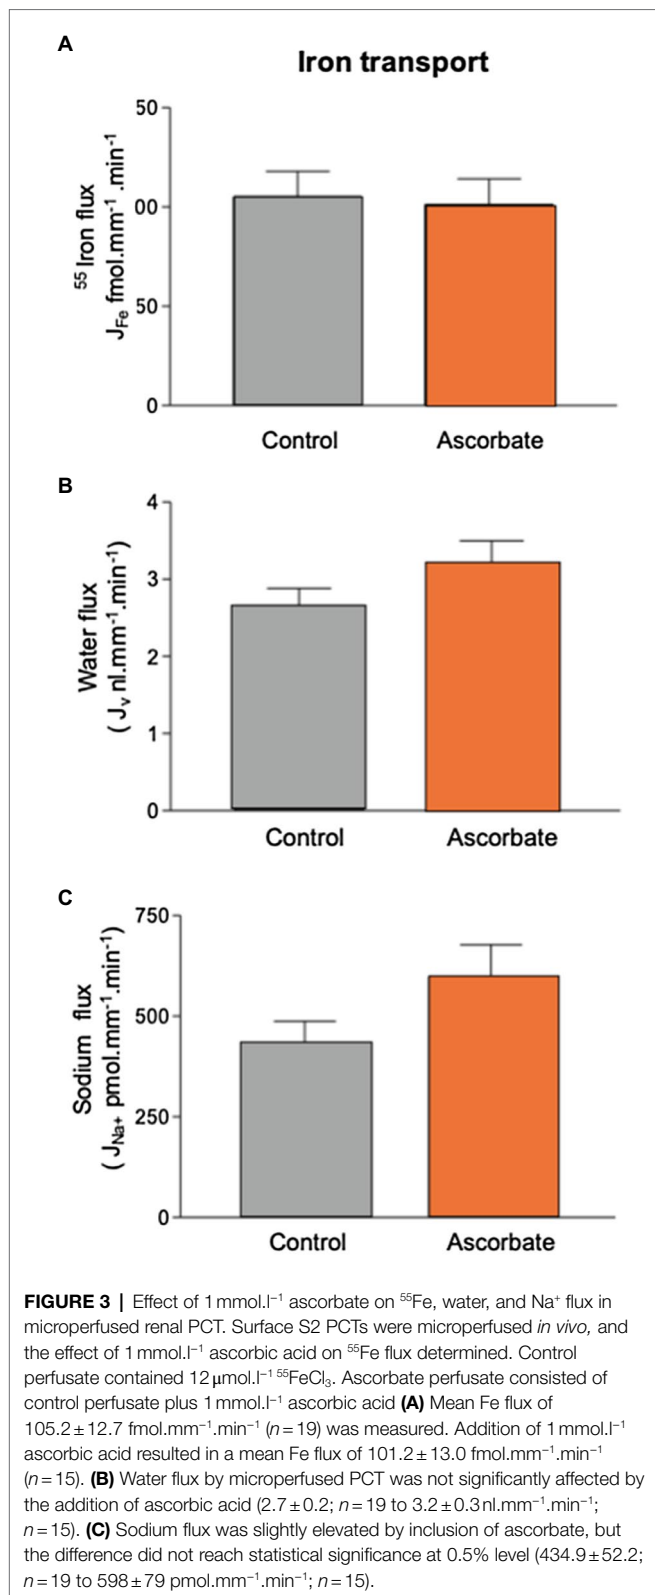 A
Iron transport
50
00
50
0
⁵⁵ Iron flux
J_Fe fmol.mm⁻¹ .min⁻¹
Control Ascorbate
B
4
3
2
1
0
Water flux
( J_v nl.mm⁻¹.min⁻¹)
Control Ascorbate
C
750
500
250
0
Sodium flux
( J_Na+ pmol.mm⁻¹.min⁻¹)
Control Ascorbate
FIGURE 3 | Effect of 1 mmol.l⁻¹ ascorbate on ⁵⁵Fe, water, and Na⁺ flux in
microperfused renal PCT. Surface S2 PCTs were microperfused in vivo, and
the effect of 1 mmol.l⁻¹ ascorbic acid on ⁵⁵Fe flux determined. Control
perfusate contained 12 μmol.l⁻¹ ⁵⁵FeCl₃. Ascorbate perfusate consisted of
control perfusate plus 1 mmol.l⁻¹ ascorbic acid (A) Mean Fe flux of
105.2 ± 12.7 fmol.mm⁻¹.min⁻¹ (n = 19) was measured. Addition of 1 mmol.l⁻¹
ascorbic acid resulted in a mean Fe flux of 101.2 ± 13.0 fmol.mm⁻¹.min⁻¹
(n = 15). (B) Water flux by microperfused PCT was not significantly affected by
the addition of ascorbic acid (2.7 ± 0.2; n = 19 to 3.2 ± 0.3 nl.mm⁻¹.min⁻¹;
n = 15). (C) Sodium flux was slightly elevated by inclusion of ascorbate, but
the difference did not reach statistical significance at 0.5% level (434.9 ± 52.2;
n = 19 to 598 ± 79 pmol.mm⁻¹.min⁻¹; n = 15).